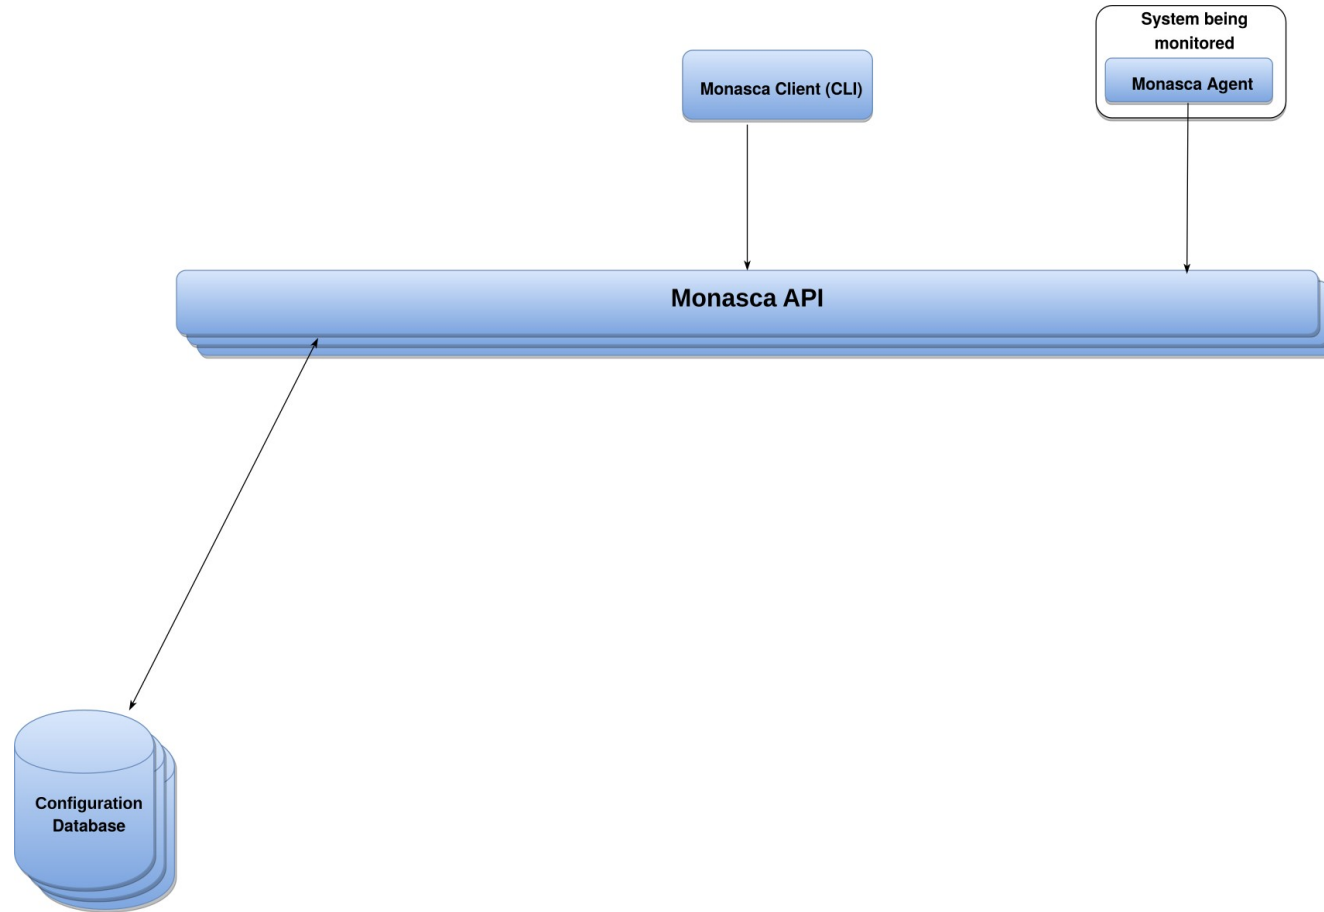 System being
monitored
Monasca Client (CLI)
Monasca Agent
Monasca API
Configuration
Database